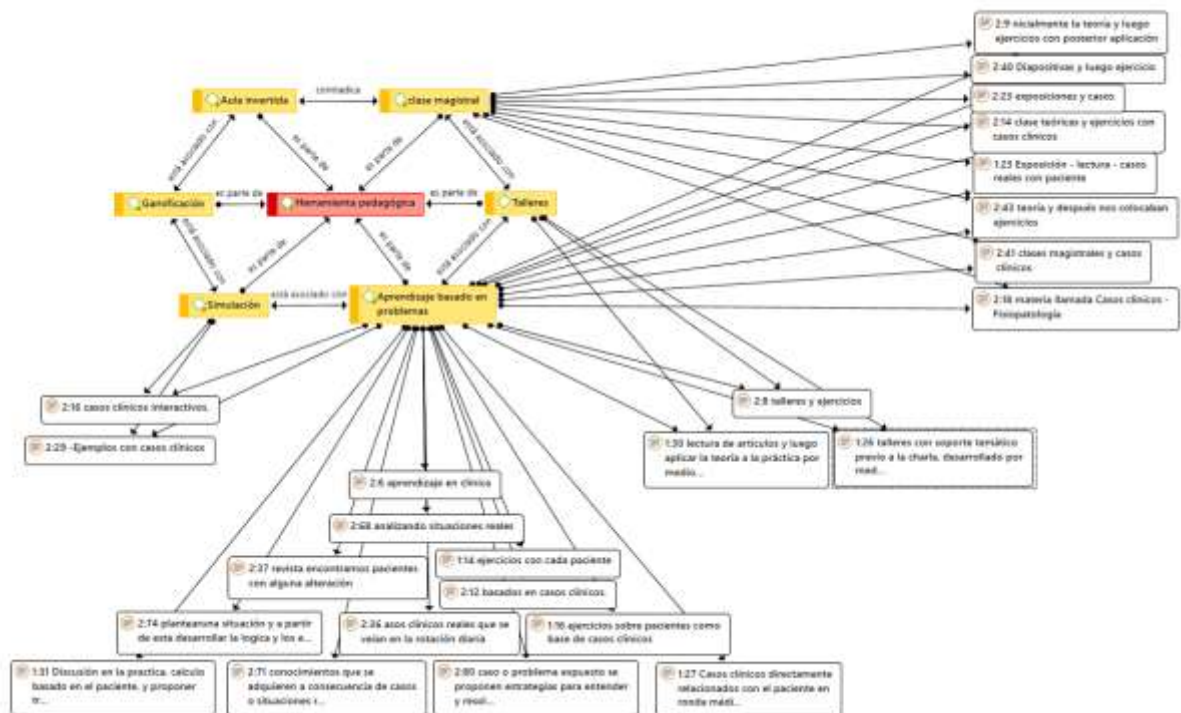 2:9 nicialmente la teoría y luego
ejercicios con posterior aplicación
2:40 Diapositivas y luego ejercicio
Aula invertida
contradica
clase magistral
2:23 exposiciones y casos
2:14 clase teóricas y ejercicios con
casos clínicos
está asociado con
es parte de
es parte de
está asociado con
1:23 Exposición - lectura - casos
reales con paciente
Gamificación
es parte de
Herramienta pedagógica
es parte de
Talleres
2:43 teoría y después nos colocaban
ejercicios
está asociado con
es parte de
es parte de
está asociado con
2:41 clases magistrales y casos
clínicos
Simulación
está asociado con
Aprendizaje basado en
problemas
2:18 materia llamada Casos clínicos -
Fisiopatología
2:16 casos clínicos interactivos.
2:8 talleres y ejercicios
2:29 -Ejemplos con casos clínicos
1:30 lectura de artículos y luego
aplicar la teoría a la práctica por
medio...
1:26 talleres con soporte temático
previo a la charla, desarrollado por
med...
2:6 aprendizaje en clínica
2:68 analizando situaciones reales
2:37 revista encontramos pacientes
con alguna alteración
1:14 ejercicios con cada paciente
2:12 basados en casos clínicos.
2:74 planteanuna situación y a partir
de esta desarrollar la logica y los e...
2:36 asos clínicos reales que se
veían en la rotación diaria
1:16 ejercicios sobre pacientes como
base de casos clínicos
1:31 Discusión en la practica, calculo
basado en el paciente, y proponer
tr...
2:71 conocimientos que se
adquieren a consecuencia de casos
o situaciones r...
2:80 caso o problema expuesto se
proponen estrategias para entender
y resol...
1:27 Casos clínicos directamente
relacionados con el paciente en
ronda médi...